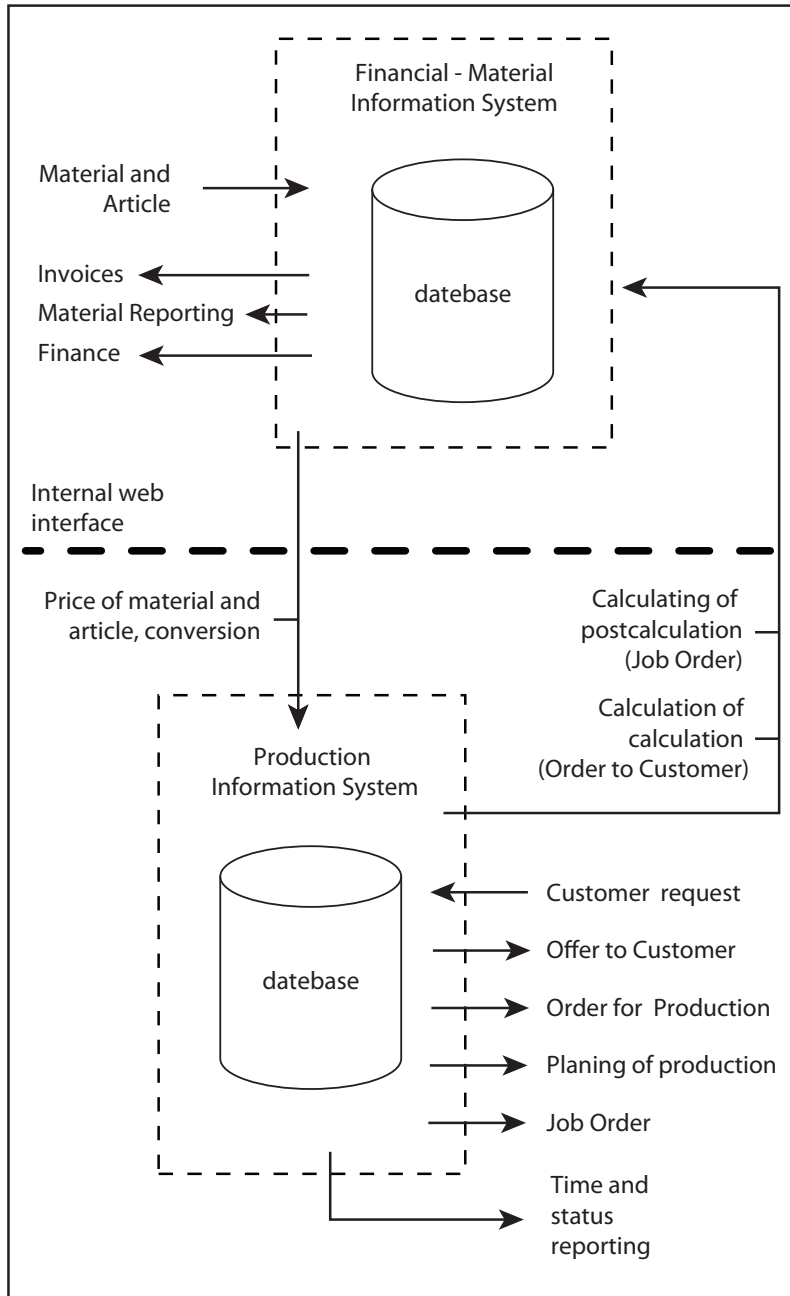 Financial - Material
Information System
Material and
Article
datebase
Invoices
Material Reporting
Finance
Internal web
interface
Price of material and
article, conversion
Calculating of
postcalculation
(Job Order)
Calculation of
calculation
(Order to Customer)
Production
Information System
datebase
Customer request
Offer to Customer
Order for Production
Planing of production
Job Order
Time and
status
reporting